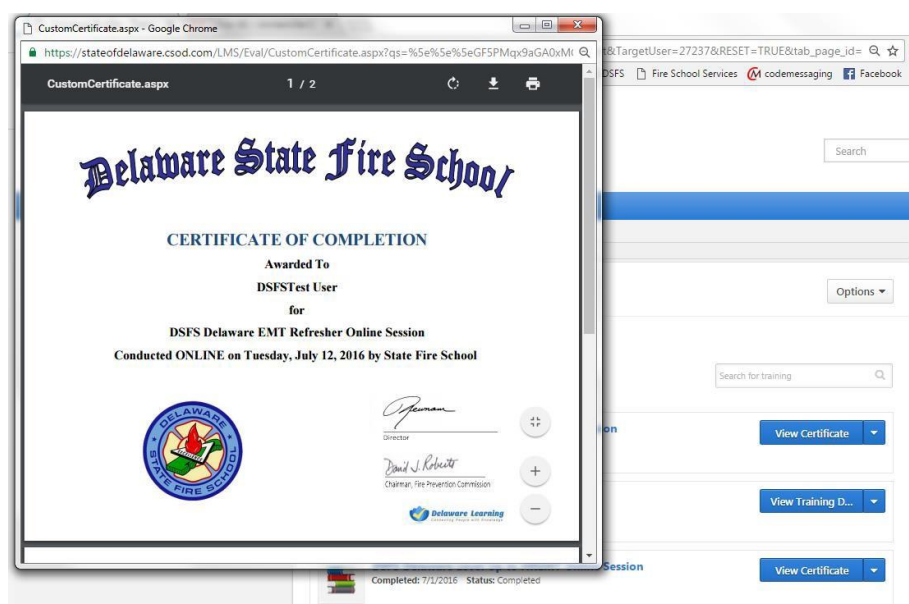 CustomCertificate.aspx - Google Chrome
https://stateofdelaware.csod.com/LMS/Eval/CustomCertificate.aspx?qs=%5e%5e%5eGF5PMqx9aGA0xM
t&TargetUser=27237&RESET=TRUE&tab_page_id=
DSFS Fire School Services codemessaging Facebook
CustomCertificate.aspx 1 / 2
Search
Delaware State Fire School
CERTIFICATE OF COMPLETION
Awarded To
DSFSTest User
for
DSFS Delaware EMT Refresher Online Session
Conducted ONLINE on Tuesday, July 12, 2016 by State Fire School
Options
Search for training
DELAWARE
STATE FIRE SCHOOL
Director
David J. Roberts
Chairman, Fire Prevention Commission
Delaware Learning
on
View Certificate
View Training D...
Session
Completed: 7/1/2016 Status: Completed
View Certificate